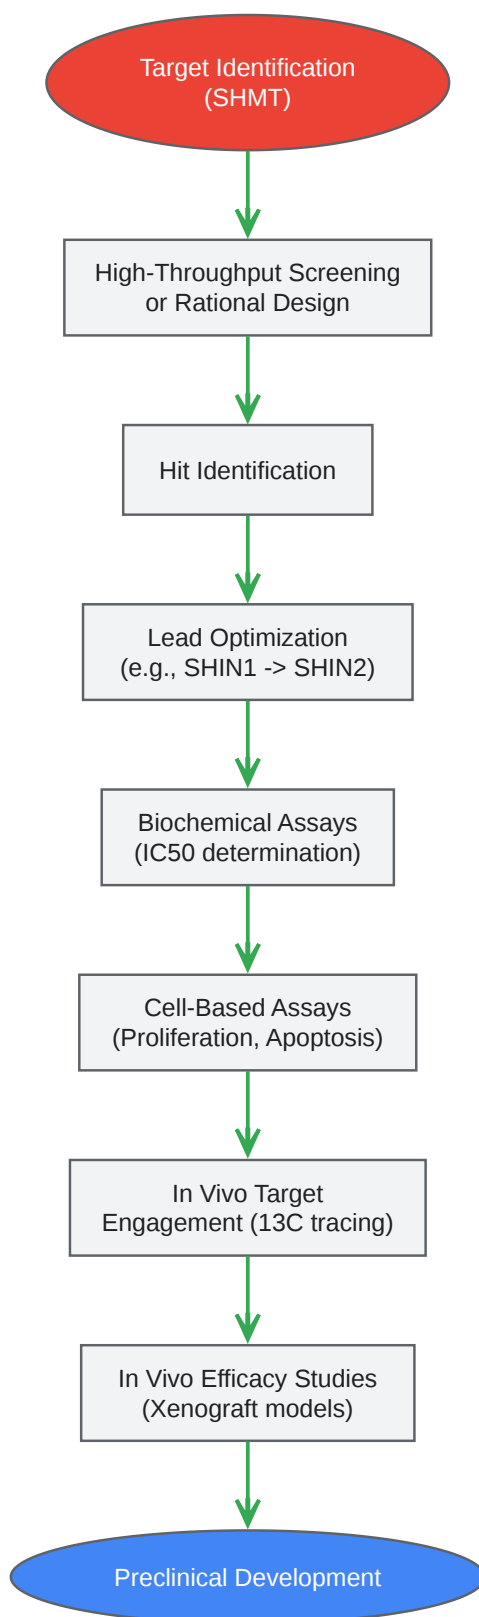 Target Identification
(SHMT)
High-Throughput Screening
or Rational Design
Hit Identification
Lead Optimization
(e.g., SHIN1 -> SHIN2)
Biochemical Assays
(IC50 determination)
Cell-Based Assays
(Proliferation, Apoptosis)
In Vivo Target
Engagement (13C tracing)
In Vivo Efficacy Studies
(Xenograft models)
Preclinical Development